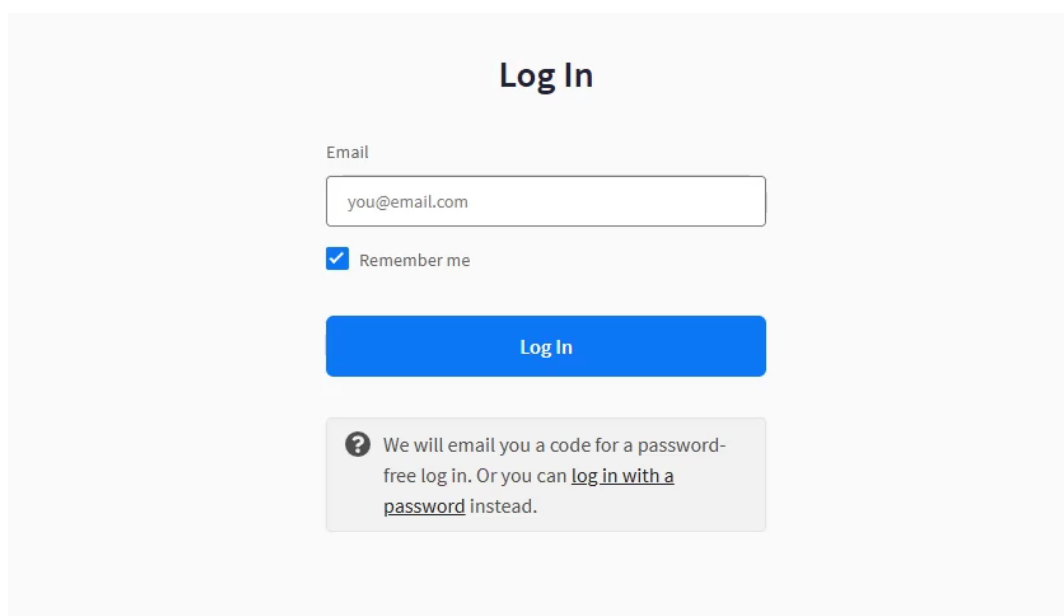 Log In
Email
you@email.com
Remember me
Log In
We will email you a code for a password-
free log in. Or you can log in with a
password instead.